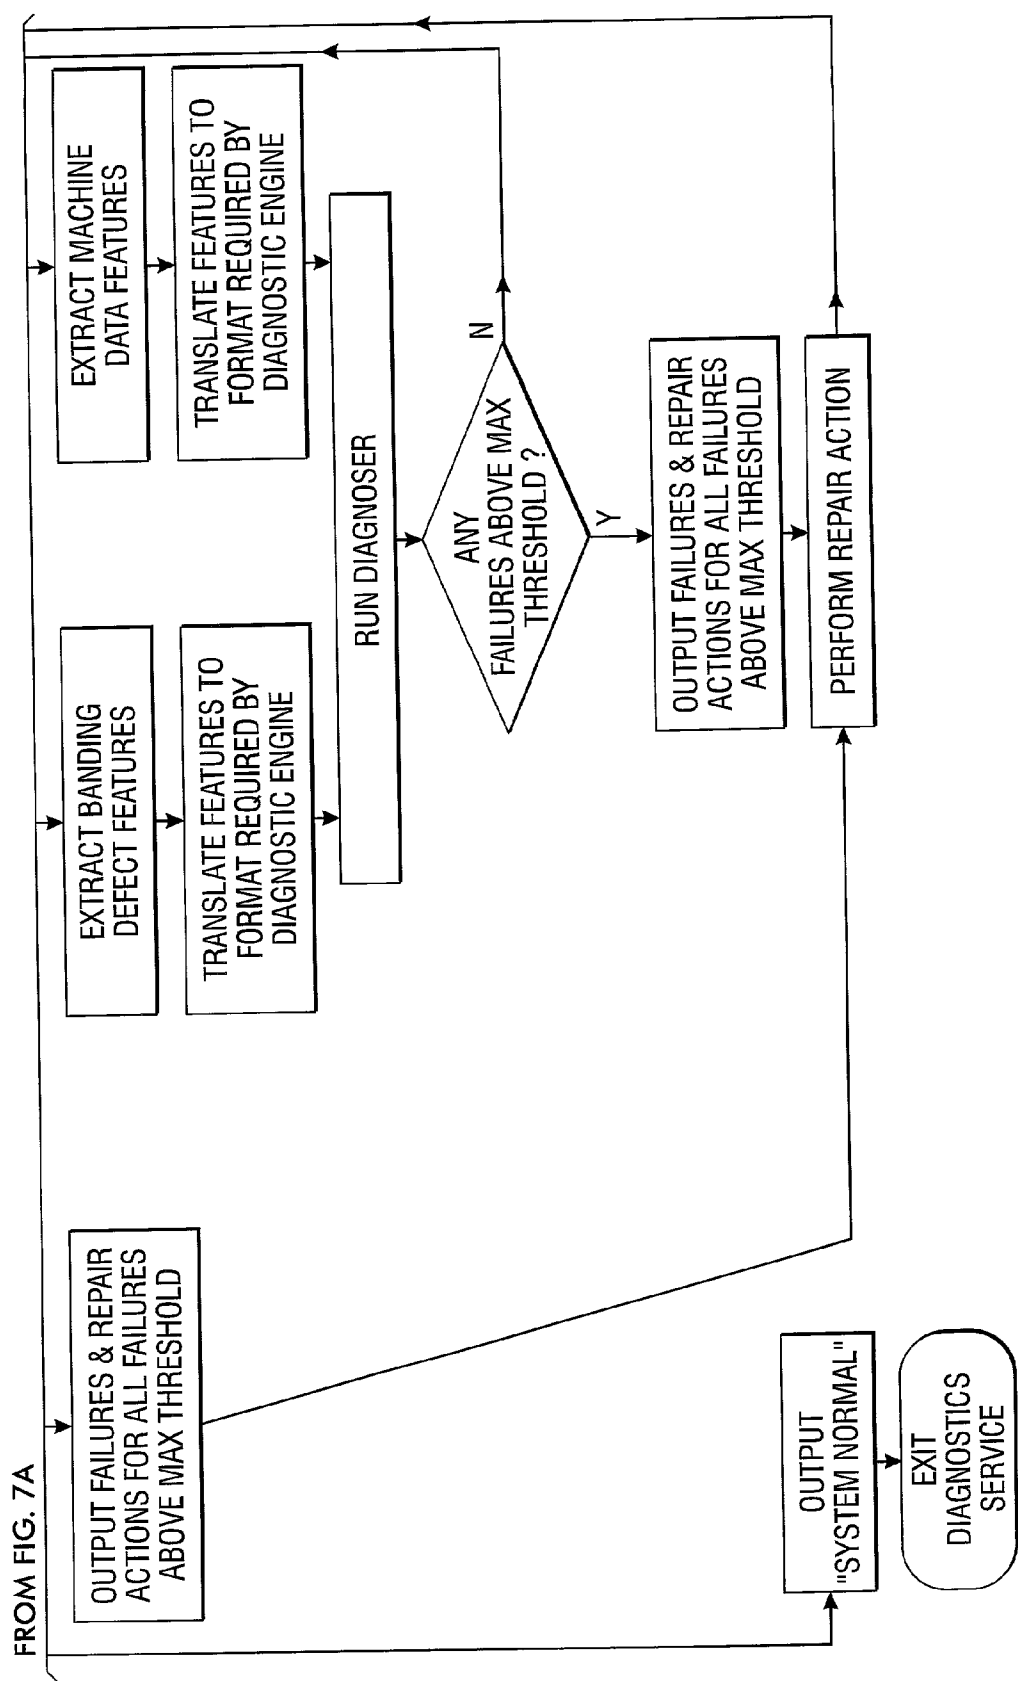 FROM FIG. 7A
OUTPUT FAILURES & REPAIR
ACTIONS FOR ALL FAILURES
ABOVE MAX THRESHOLD
EXTRACT BANDING
DEFECT FEATURES
EXTRACT MACHINE
DATA FEATURES
TRANSLATE FEATURES TO
FORMAT REQUIRED BY
DIAGNOSTIC ENGINE
TRANSLATE FEATURES TO
FORMAT REQUIRED BY
DIAGNOSTIC ENGINE
RUN DIAGNOSER
ANY
FAILURES ABOVE MAX
THRESHOLD ?
N
Y
OUTPUT FAILURES & REPAIR
ACTIONS FOR ALL FAILURES
ABOVE MAX THRESHOLD
PERFORM REPAIR ACTION
OUTPUT
"SYSTEM NORMAL"
EXIT
DIAGNOSTICS
SERVICE